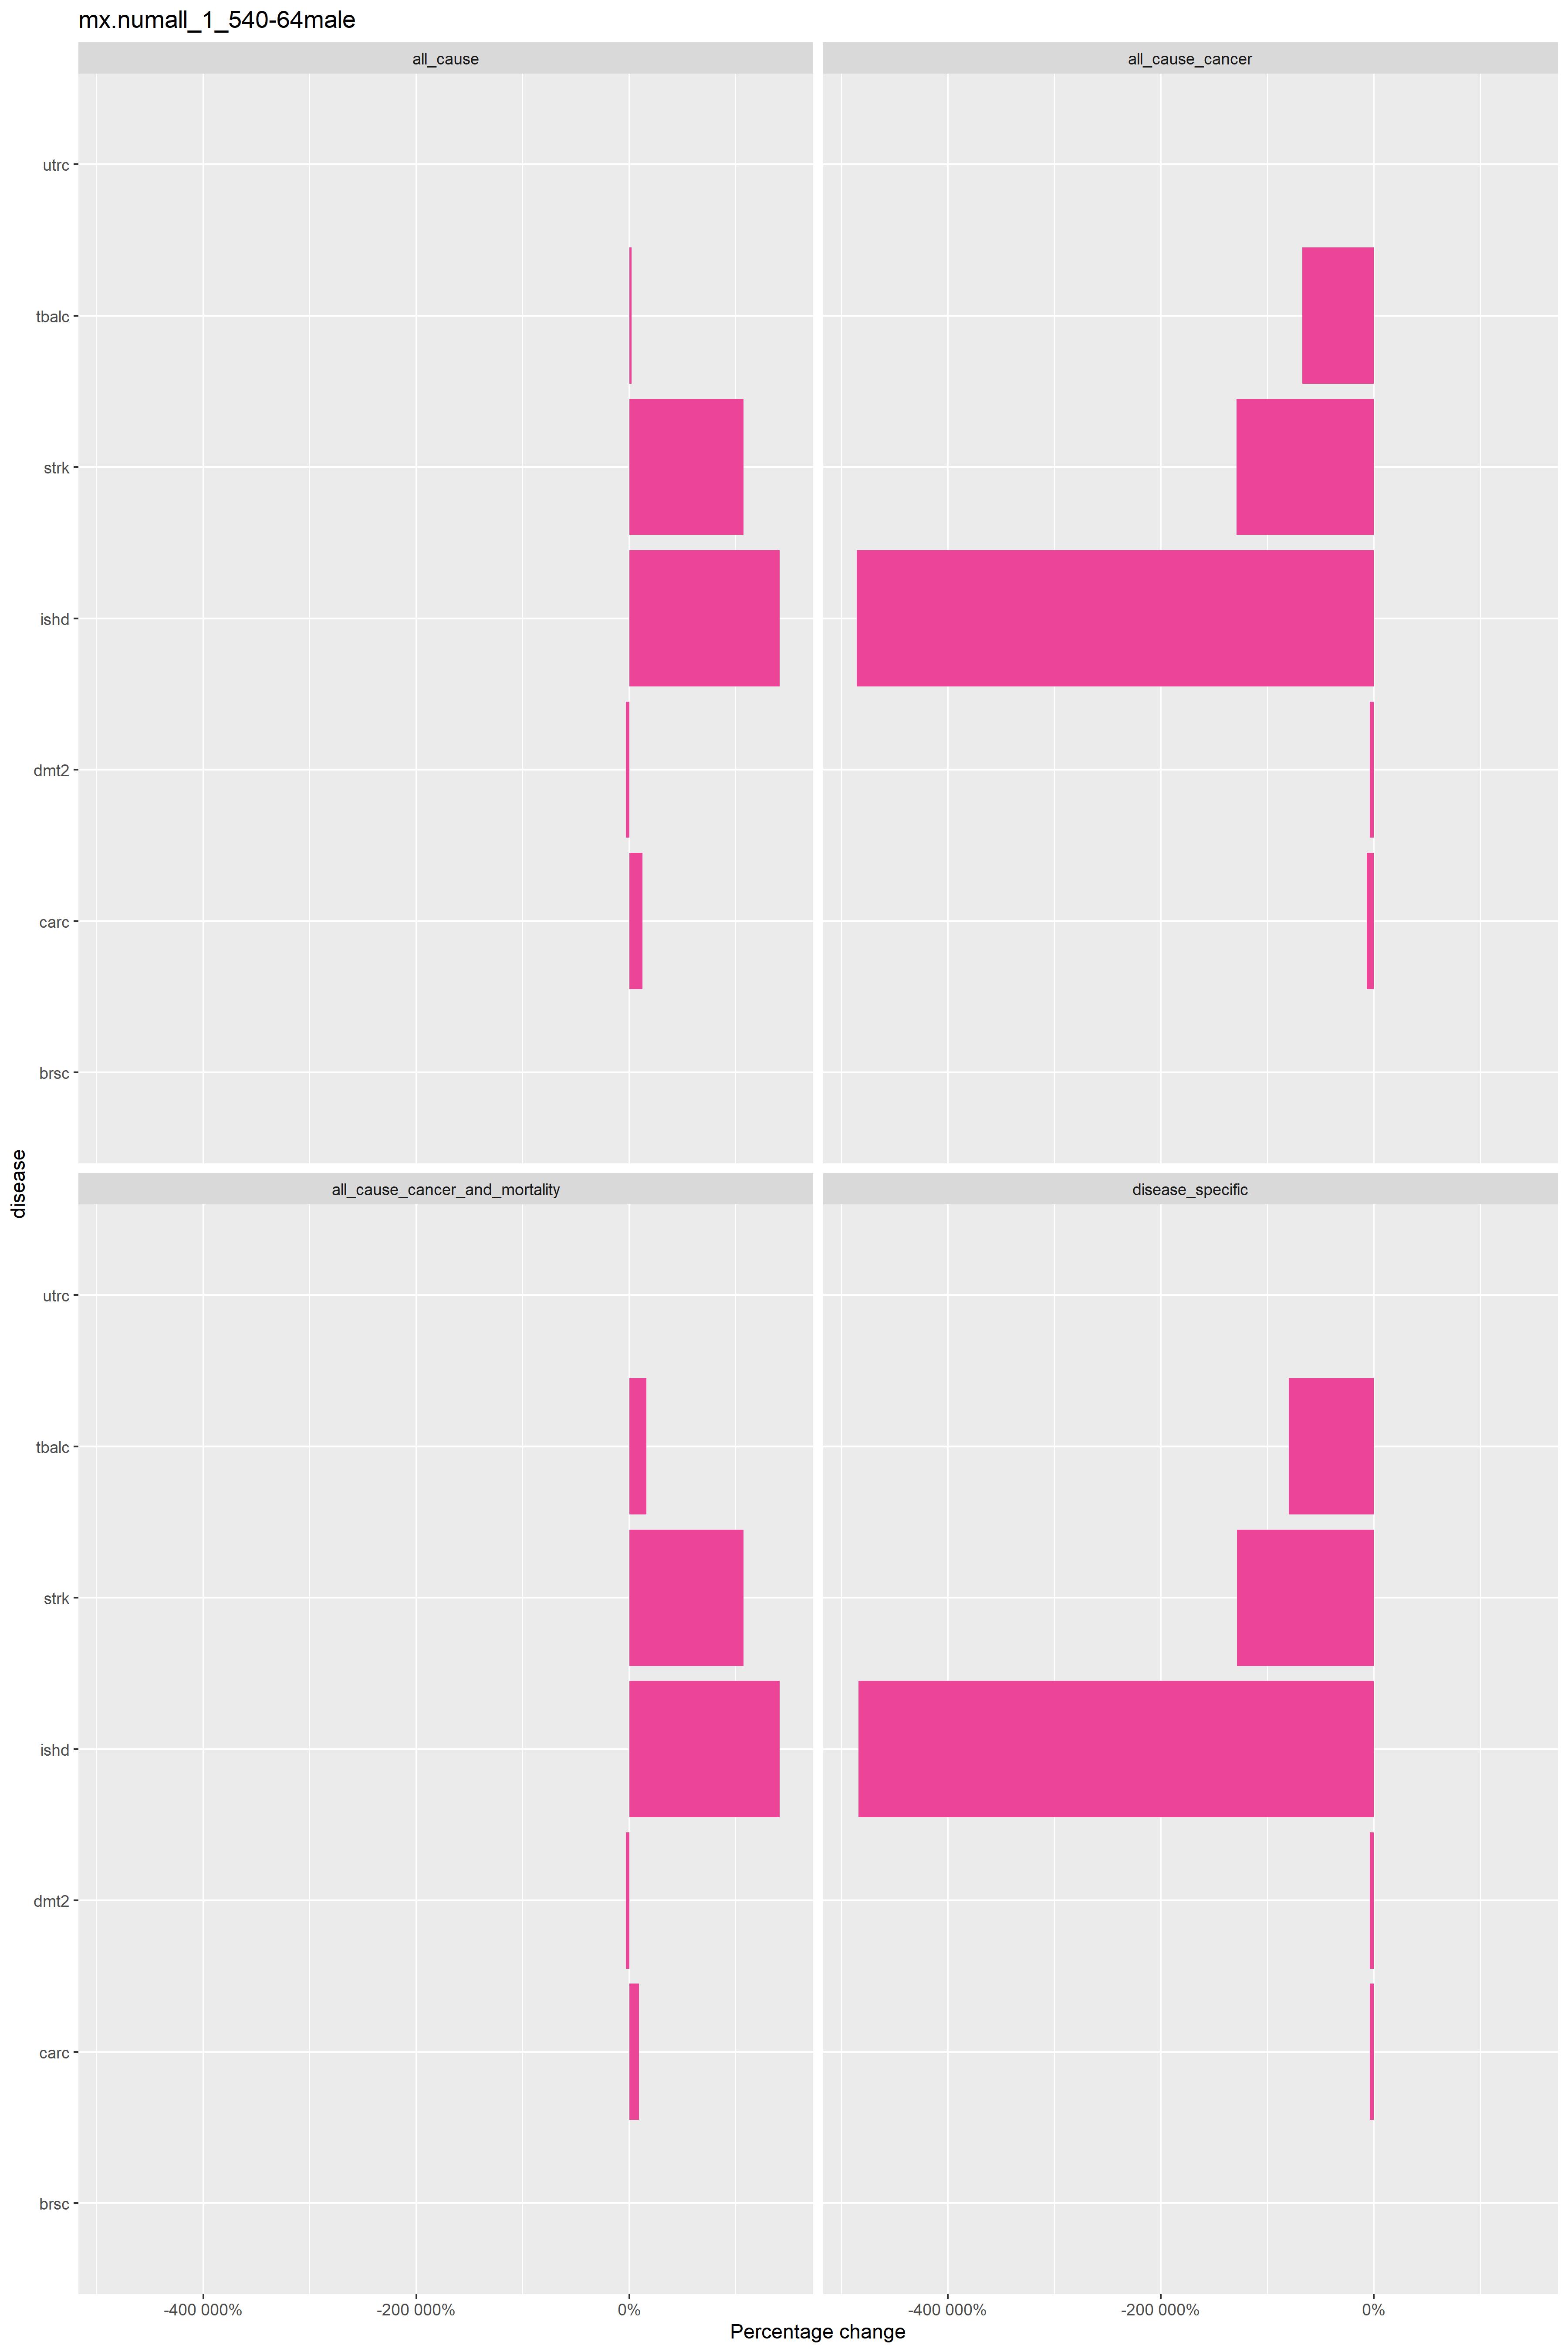 mx.numall_1_540-64male
all_cause
all_cause_cancer
utrc
tbalc
strk
ishd
dmt2
carc
brsc
disease
all_cause_cancer_and_mortality
disease_specific
utrc
tbalc
strk
ishd
dmt2
carc
brsc
-400 000%
-200 000%
0%
-400 000%
-200 000%
0%
Percentage change